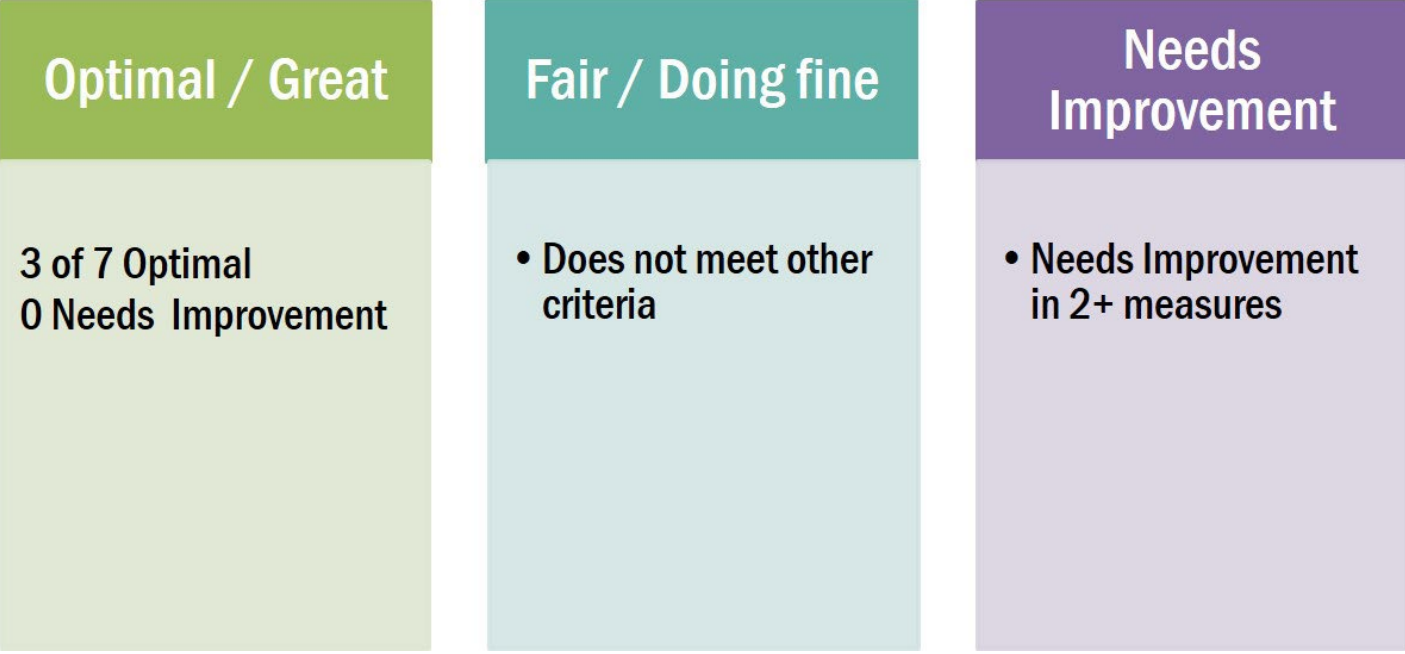 Optimal / Great
3 of 7 Optimal
0 Needs  Improvement
Fair / Doing fine
• Does not meet other
criteria
Needs
Improvement
• Needs Improvement
in 2+ measures